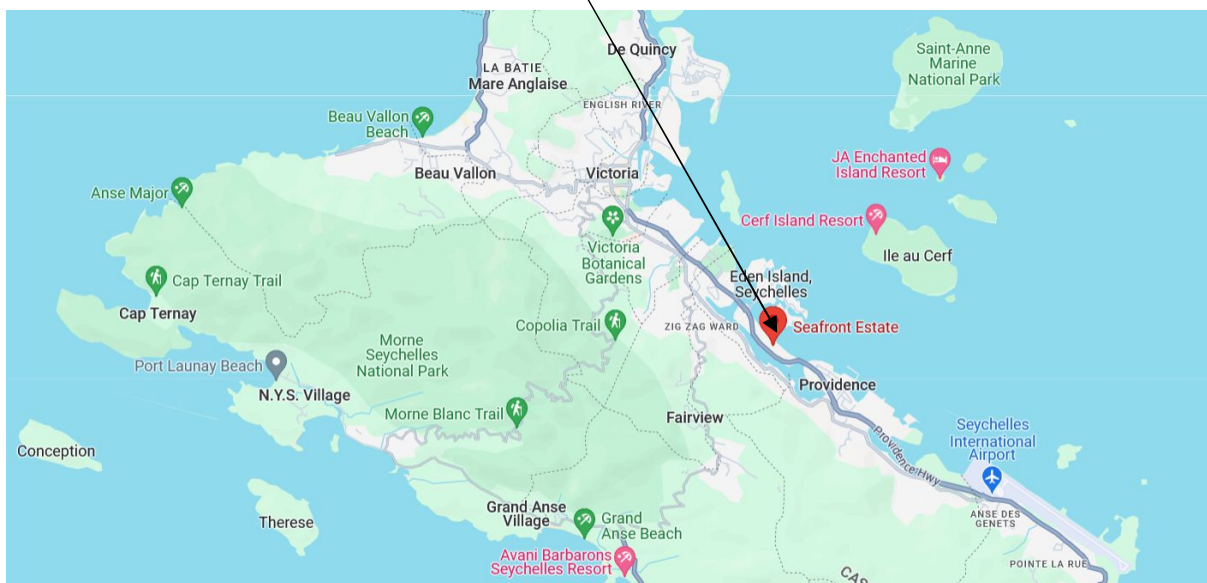 De Quincy
Saint-Anne
Marine
National Park
LA BATIE
Mare Anglaise
ENGLISH RIVER
Beau Vallon
Beach
JA Enchanted
Island Resort
Beau Vallon
Victoria
Anse Major
Cerf Island Resort
Victoria
Botanical
Gardens
Ile au Cerf
Cap Ternay Trail
Eden Island,
Seychelles
Cap Ternay
Copolia Trail
ZIG ZAG WARD
Seafront Estate
Morne
Seychelles
National Park
Port Launay Beach
Providence
N.Y.S. Village
Morne Blanc Trail
Fairview
Seychelles
International
Airport
Conception
Providence Hwy
Grand Anse
Village
Therese
Grand
Anse Beach
ANSE DES
GENETS
Avani Barbarons
Seychelles Resort
POINTE LA RUE
CAS